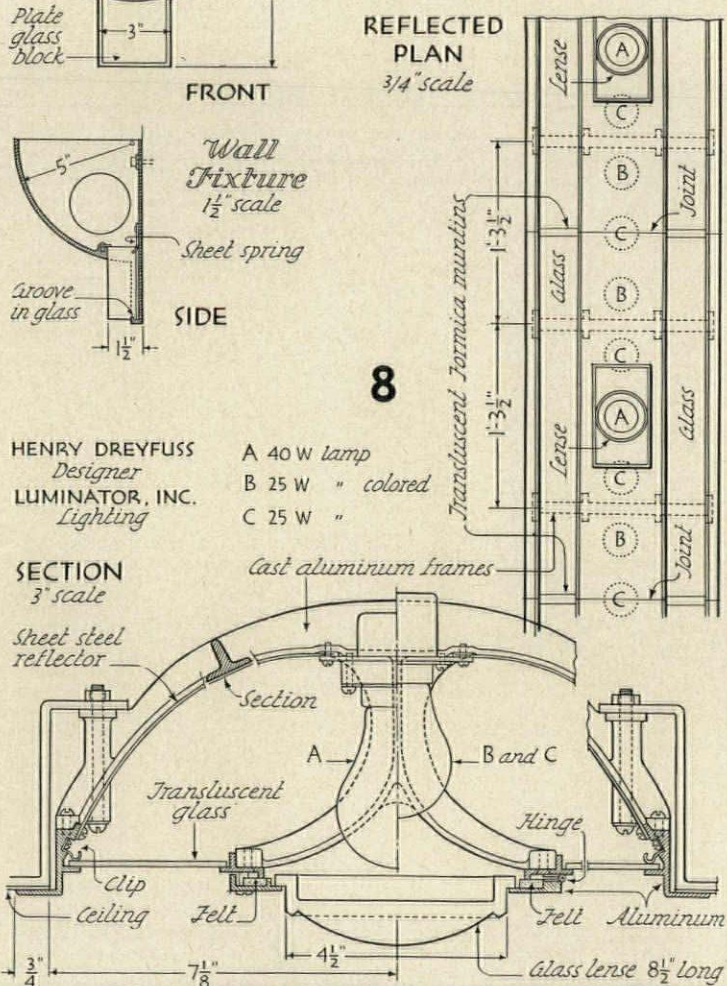 Plate
glass
block
3"
FRONT
REFLECTED
PLAN
3/4" scale
Lense
A
C
B
C
B
C
A
C
B
C
Joint
Glass
1'-3½"
Transluscent Formica muntins
1'-3½"
Lense
Glass
Joint
Wall
Fixture
1½" scale
5"
Sheet spring
Groove
in glass
SIDE
1½"
8
HENRY DREYFUSS
Designer
LUMINATOR, INC.
Lighting
A 40 W lamp
B 25 W " colored
C 25 W "
SECTION
3" scale
Cast aluminum frames
Sheet steel
reflector
Section
A
B and C
Transluscent
glass
Hinge
Clip
Ceiling
Felt
Felt
Aluminum
4½"
¾"
7⅛"
Glass lense 8½" long